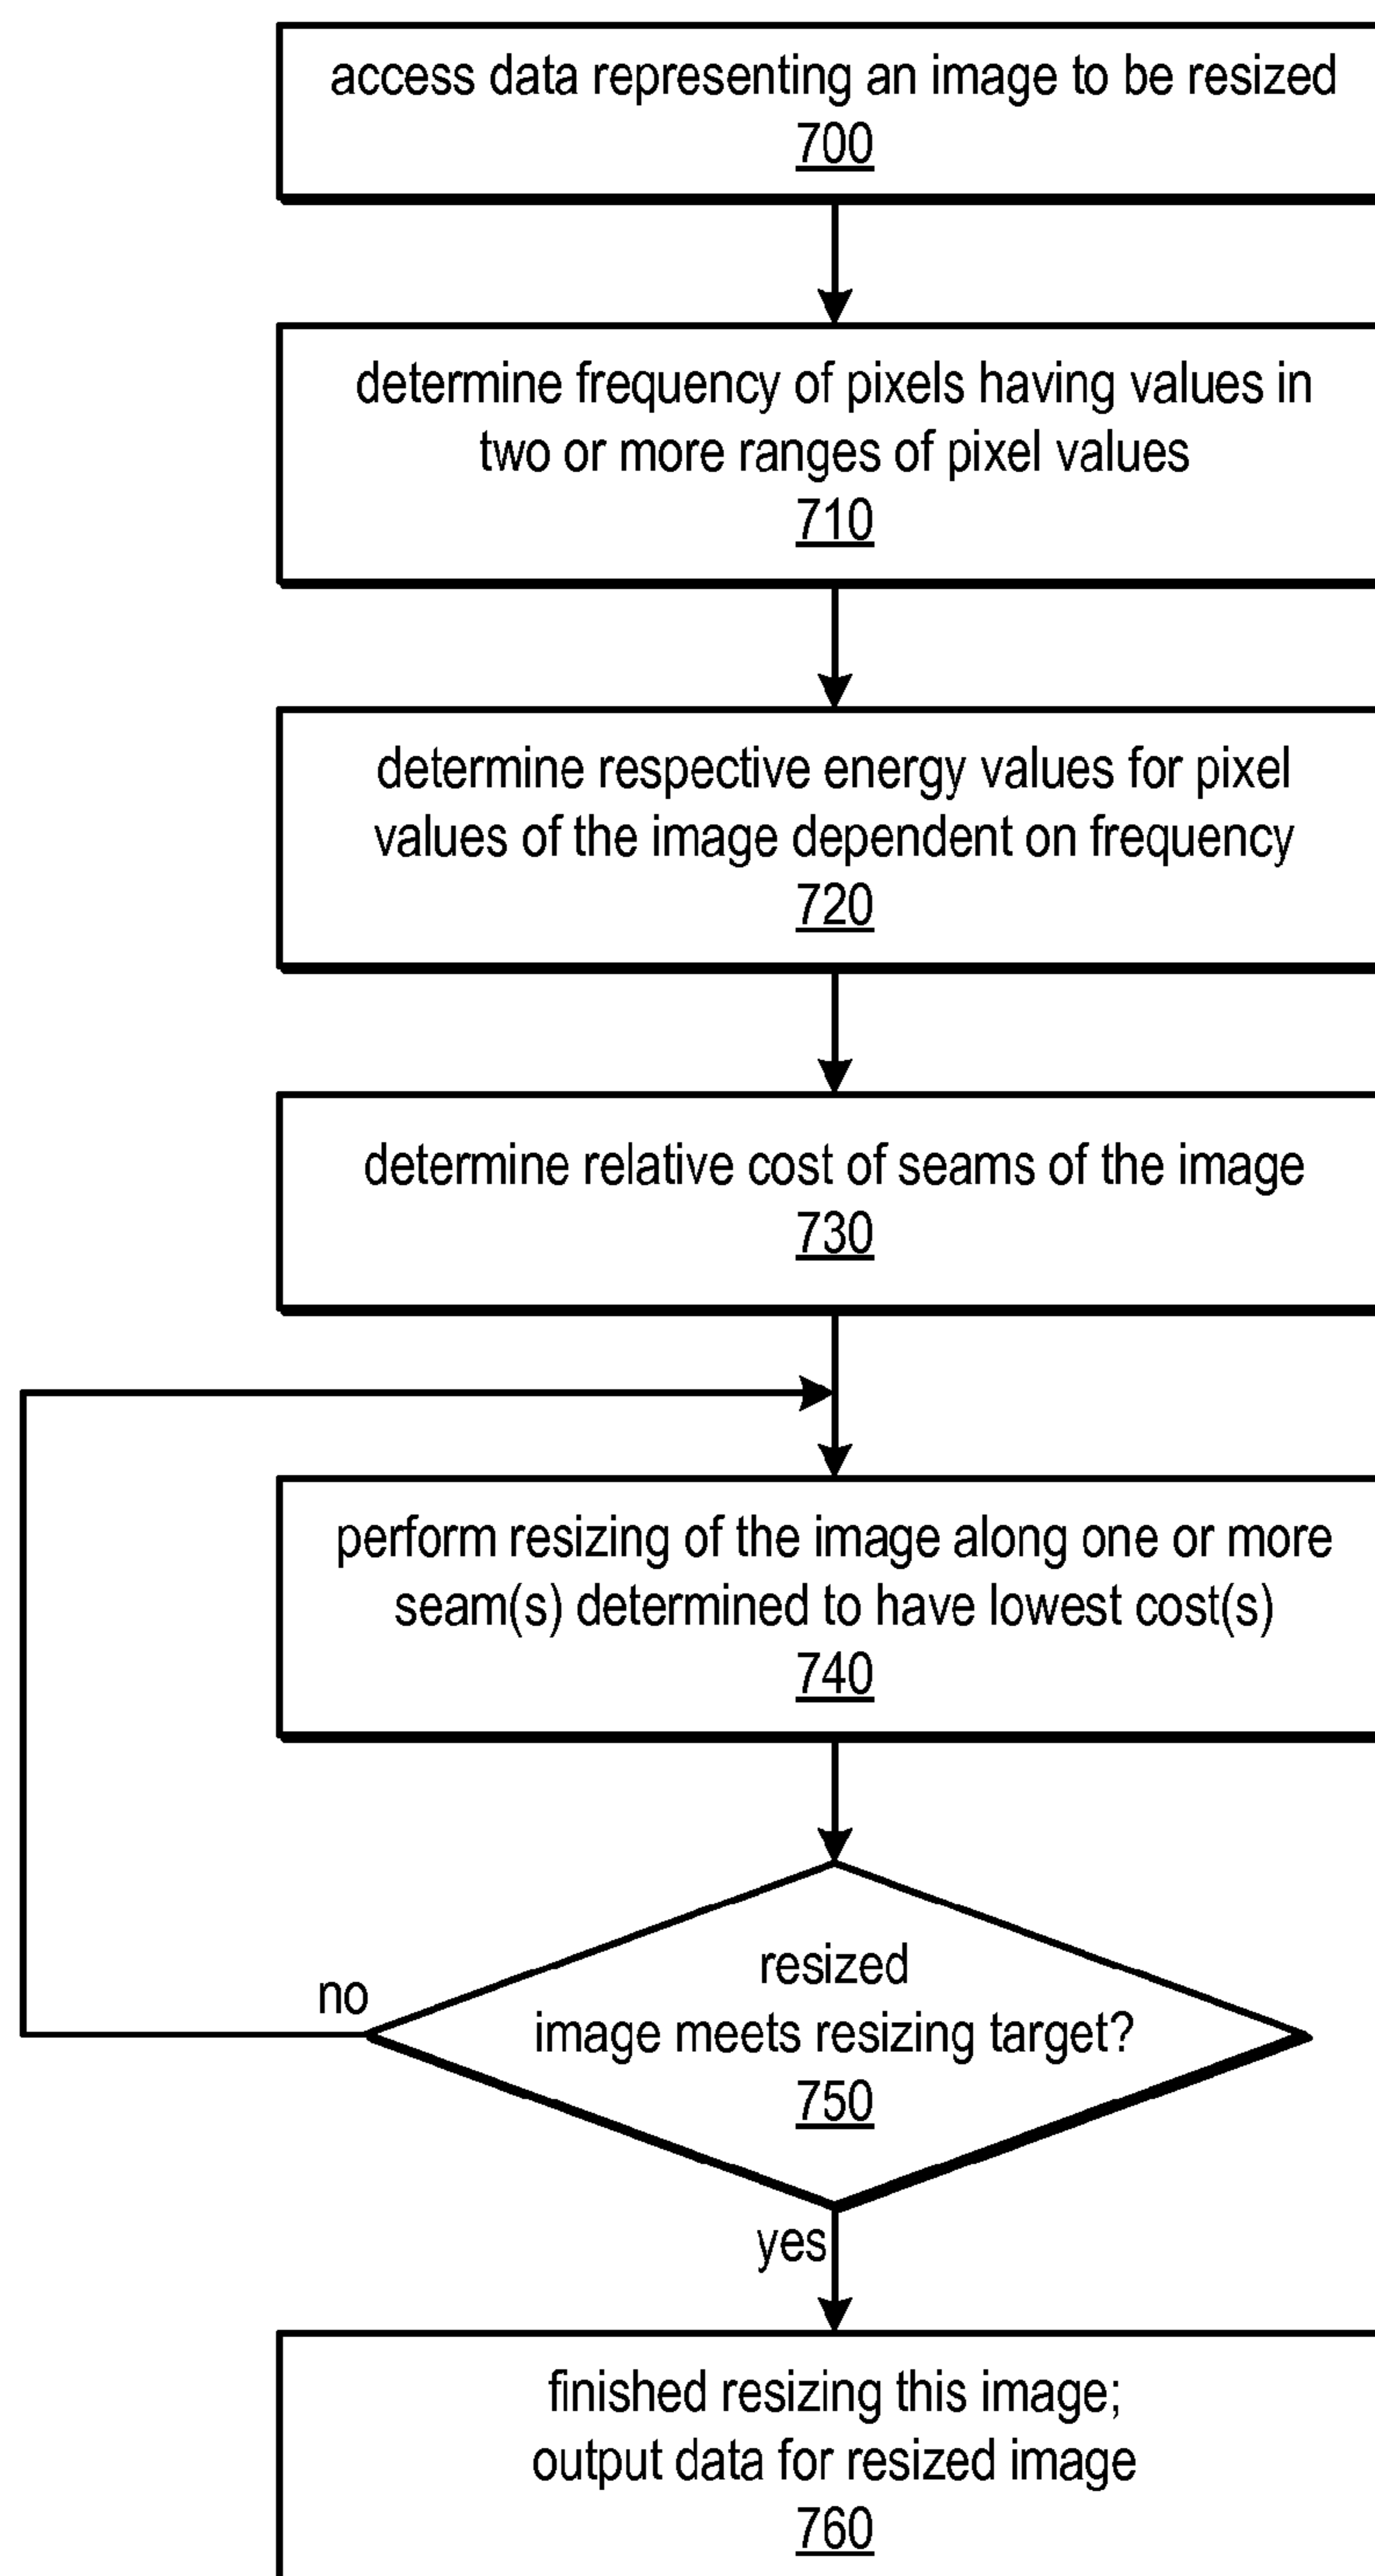 access data representing an image to be resized
700
determine frequency of pixels having values in
two or more ranges of pixel values
710
determine respective energy values for pixel
values of the image dependent on frequency
720
determine relative cost of seams of the image
730
perform resizing of the image along one or more
seam(s) determined to have lowest cost(s)
740
resized
no
image meets resizing target?
750
yes
finished resizing this image;
output data for resized image
760